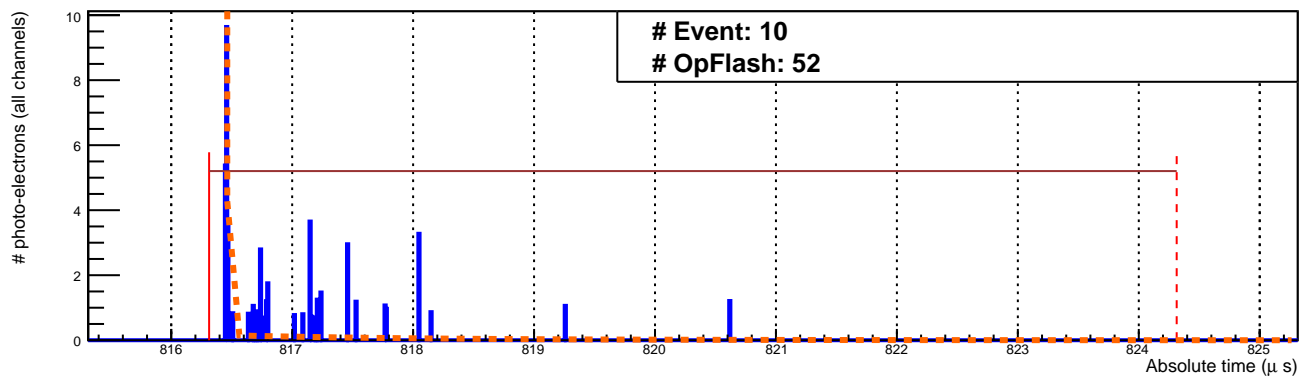 # Event: 10
# OpFlash: 52
# photo-electrons (all channels)
10
8
6
4
2
0
816 817 818 819 820 821 822 823 824 825
Absolute time (μ s)